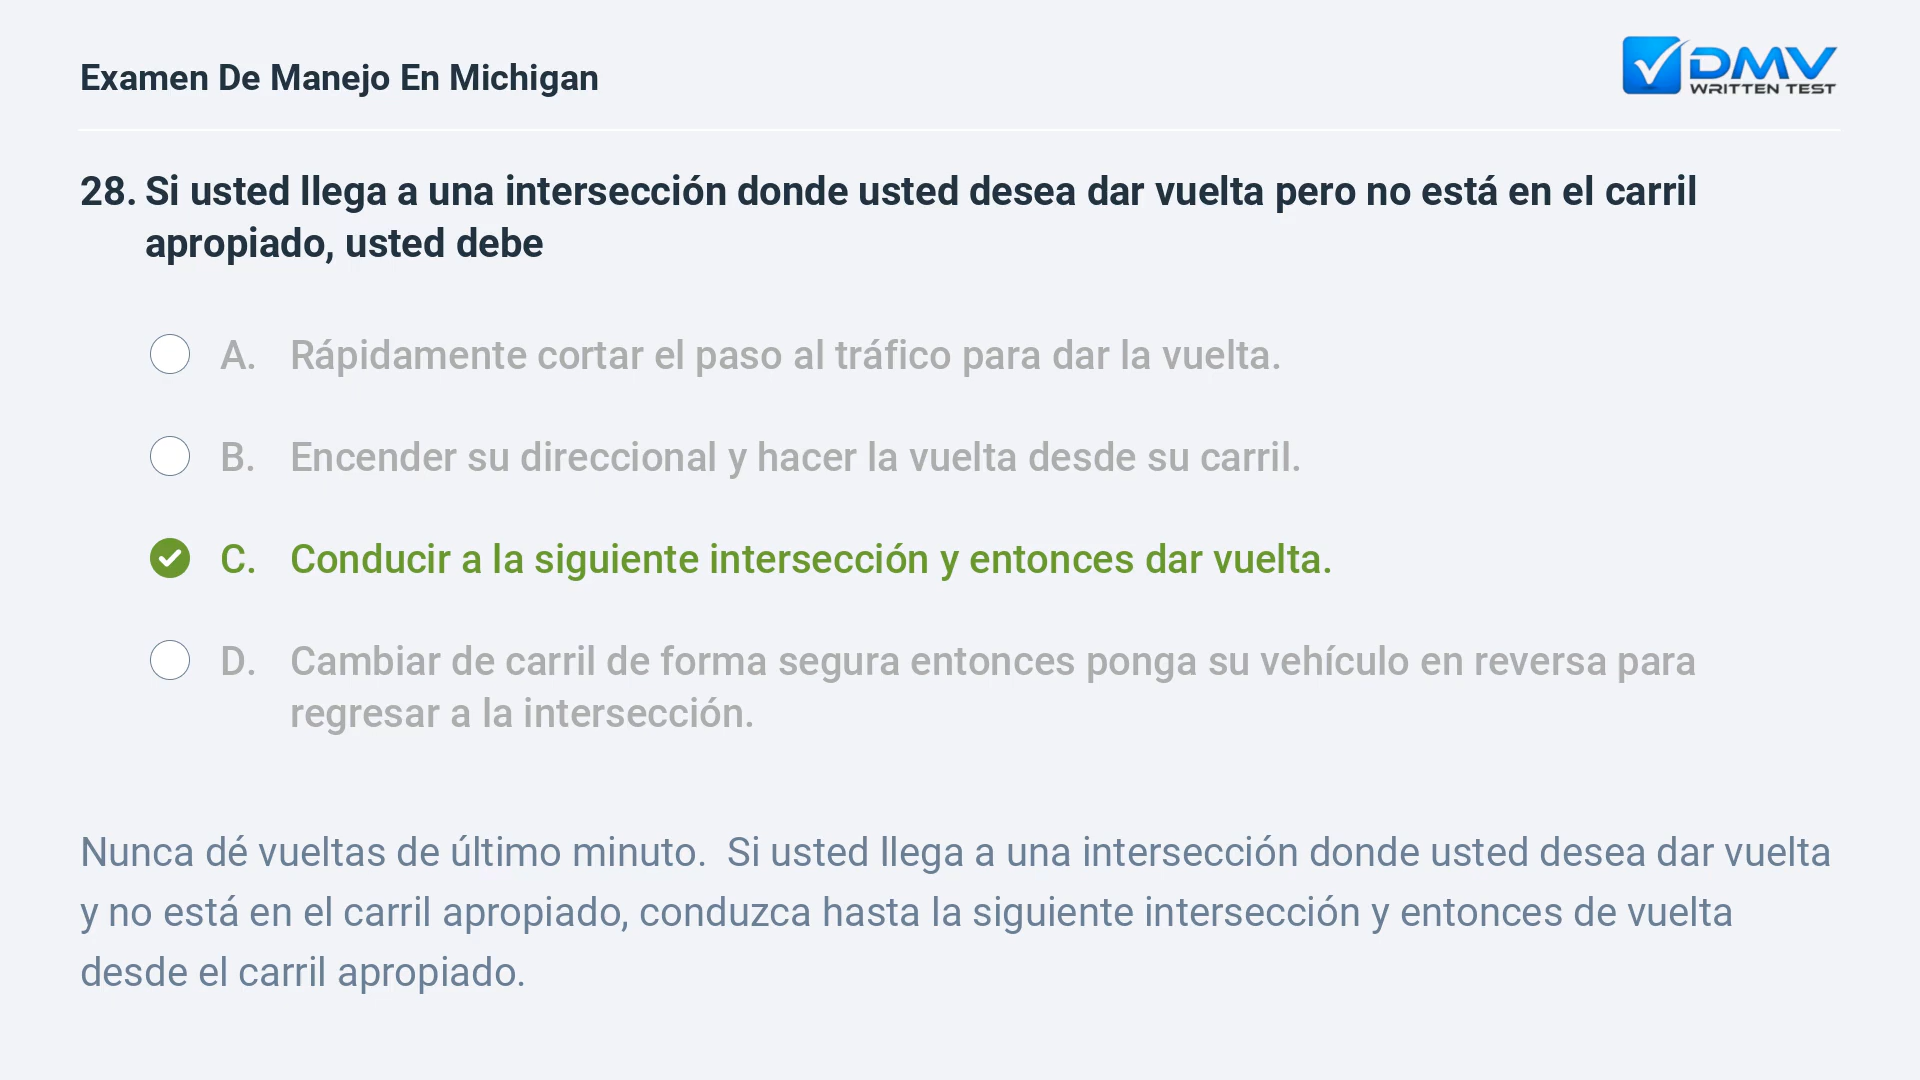 Examen De Manejo En Michigan
DMV
WRITTEN TEST
28. Si usted llega a una intersección donde usted desea dar vuelta pero no está en el carril
apropiado, usted debe
A. Rápidamente cortar el paso al tráfico para dar la vuelta.
B. Encender su direccional y hacer la vuelta desde su carril.
C. Conducir a la siguiente intersección y entonces dar vuelta.
D. Cambiar de carril de forma segura entonces ponga su vehículo en reversa para
regresar a la intersección.
Nunca dé vueltas de último minuto.  Si usted llega a una intersección donde usted desea dar vuelta
y no está en el carril apropiado, conduzca hasta la siguiente intersección y entonces de vuelta
desde el carril apropiado.